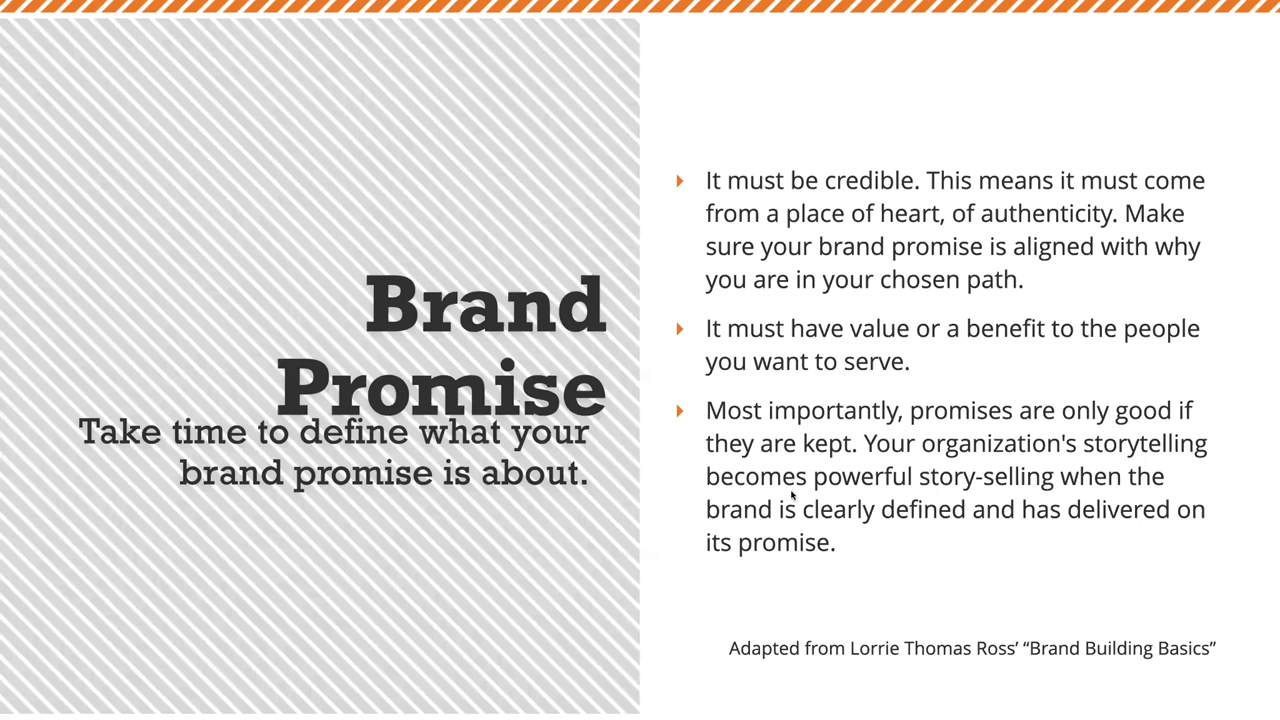 Brand
Promise
Take time to define what your
brand promise is about.
It must be credible. This means it must come
from a place of heart, of authenticity. Make
sure your brand promise is aligned with why
you are in your chosen path.
It must have value or a benefit to the people
you want to serve.
Most importantly, promises are only good if
they are kept. Your organization's storytelling
becomes powerful story-selling when the
brand is clearly defined and has delivered on
its promise.
Adapted from Lorrie Thomas Ross’ “Brand Building Basics”